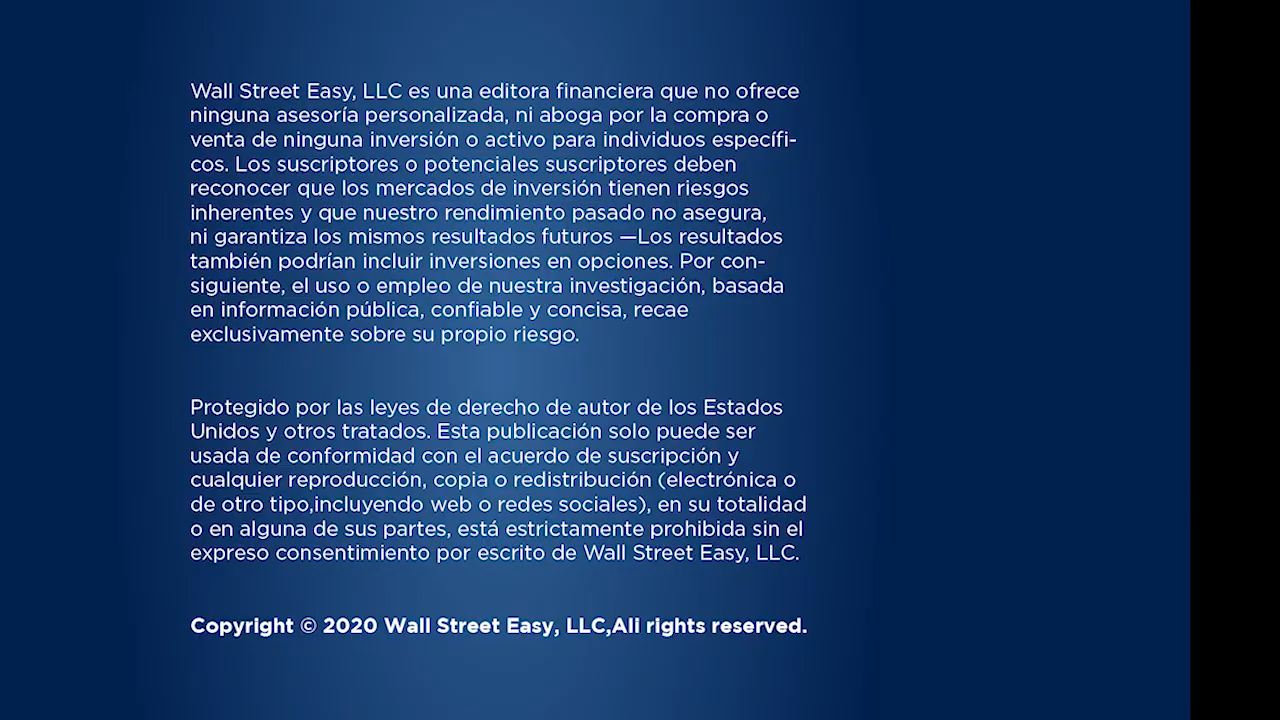 Wall Street Easy, LLC es una editora financiera que no ofrece
ninguna asesoría personalizada, ni aboga por la compra o
venta de ninguna inversión o activo para individuos específi-
cos. Los suscriptores o potenciales suscriptores deben
reconocer que los mercados de inversión tienen riesgos
inherentes y que nuestro rendimiento pasado no asegura,
ni garantiza los mismos resultados futuros —Los resultados
también podrían incluir inversiones en opciones. Por con-
siguiente, el uso o empleo de nuestra investigación, basada
en información pública, confiable y concisa, recae
exclusivamente sobre su propio riesgo.
Protegido por las leyes de derecho de autor de los Estados
Unidos y otros tratados. Esta publicación solo puede ser
usada de conformidad con el acuerdo de suscripción y
cualquier reproducción, copia o redistribución (electrónica o
de otro tipo,incluyendo web o redes sociales), en su totalidad
o en alguna de sus partes, está estrictamente prohibida sin el
expreso consentimiento por escrito de Wall Street Easy, LLC.
Copyright © 2020 Wall Street Easy, LLC,Ali rights reserved.